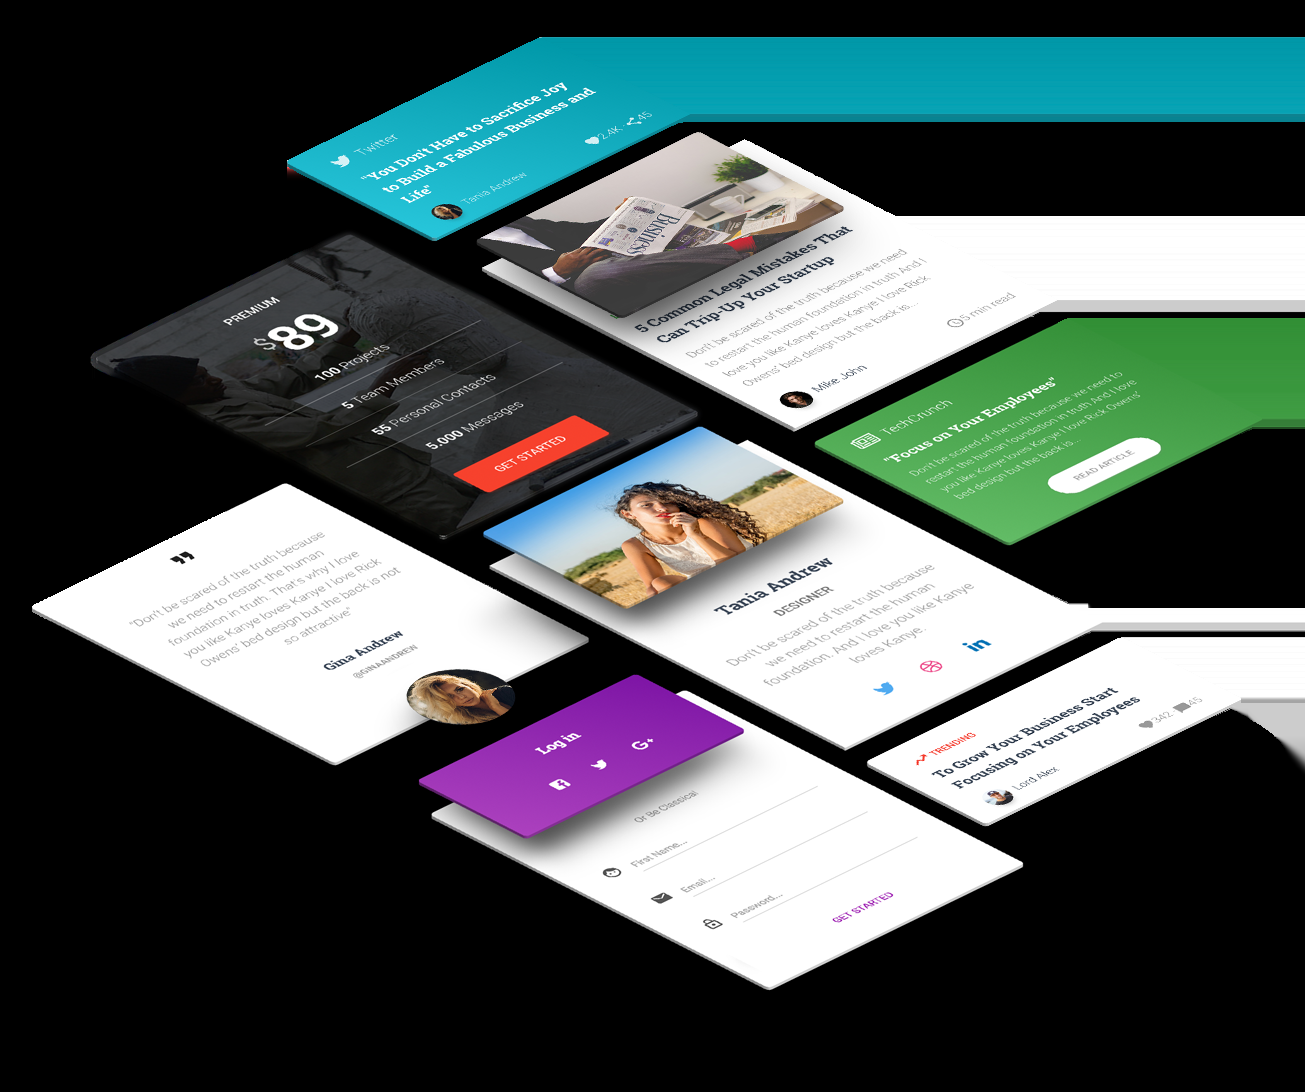 Twitter
"You Don't Have to Sacrifice Joy
to Build a Fabulous Business and
Life"
Tania Andrew
2.4K
45
Business
5 Common Legal Mistakes That
Can Trip-Up Your Startup
Don't be scared of the truth because we need
to restart the human foundation in truth And I
love you like Kanye loves Kanye I love Rick
Owens' bed design but the back is...
Mike John
5 min read
PREMIUM
$89
100 Projects
5 Team Members
55 Personal Contacts
5.000 Messages
GET STARTED
TechCrunch
"Focus on Your Employees"
Don't be scared of the truth because we need to
restart the human foundation in truth And I love
you like Kanye loves Kanye I love Rick Owens'
bed design but the back is...
READ ARTICLE
"Don't be scared of the truth because
we need to restart the human
foundation in truth. That's why I love
you like Kanye loves Kanye I love Rick
Owens' bed design but the back is not
so attractive"
Gina Andrew
@GINAANDREW
Tania Andrew
DESIGNER
Don't be scared of the truth because
we need to restart the human
foundation. And I love you like Kanye
loves Kanye.
TRENDING
To Grow Your Business Start
Focusing on Your Employees
Lord Alex
342
45
Log in
Or Be Classical
First Name...
Email...
Password...
GET STARTED